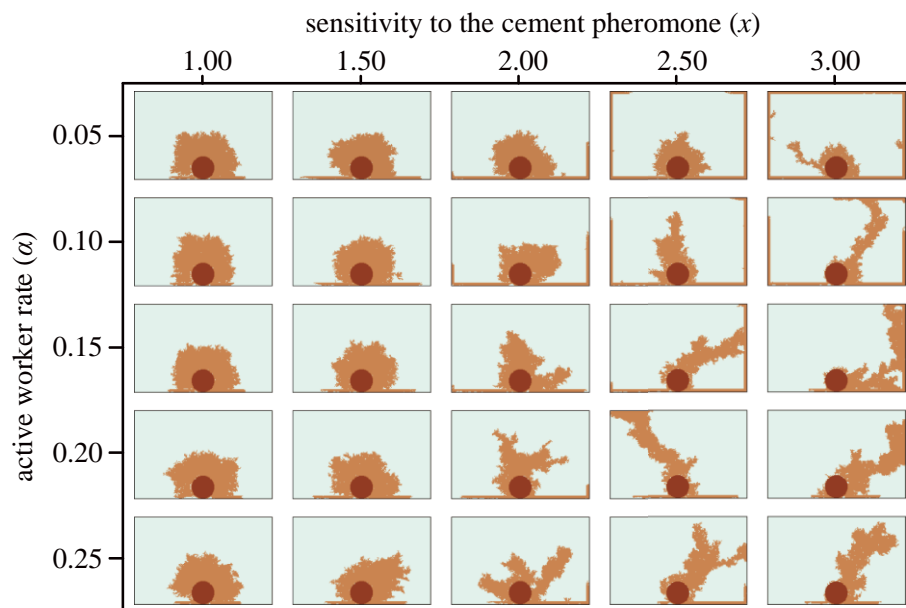 sensitivity to the cement pheromone (x)
1.00 1.50 2.00 2.50 3.00
active worker rate (α)
0.05
0.10
0.15
0.20
0.25